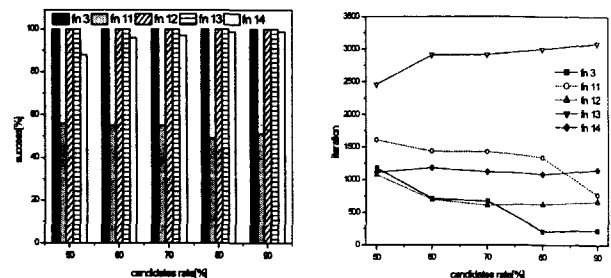 fn 3 fn 11 fn 12 fn 13 fn 14
100
80
60
40
20
0
success[%]
50 60 70 80 90
candidates rate[%]
3500
3000
2500
2000
1500
1000
500
0
iteration
fn 3
fn 11
fn 12
fn 13
fn 14
50 60 70 80 90
candidates rate[%]